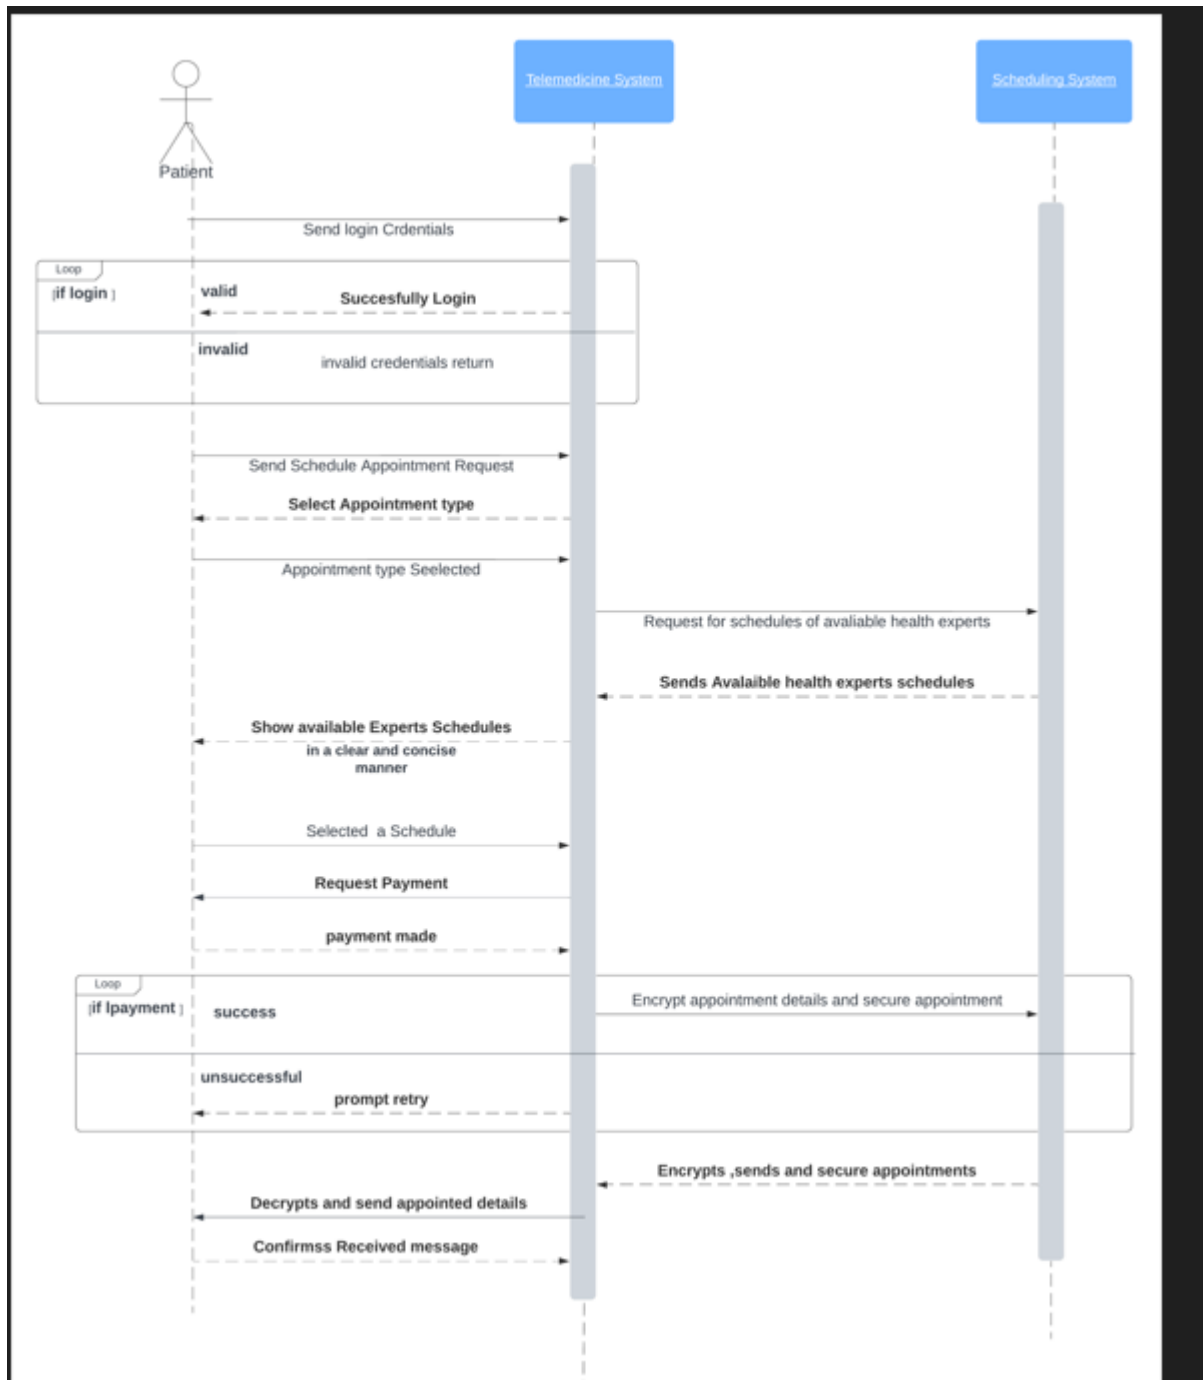 Telemedicine System
Scheduling System
Patient
Send login Crdentials
Loop
[if login ]
valid
Succesfully Login
invalid
invalid credentials return
Send Schedule Appointment Request
Select Appointment type
Appointment type Seelected
Request for schedules of avaliable health experts
Sends Avalaible health experts schedules
Show available Experts Schedules
in a clear and concise
manner
Selected a Schedule
Request Payment
payment made
Loop
[if lpayment ]
success
Encrypt appointment details and secure appointment
unsuccessful
prompt retry
Encrypts ,sends and secure appointments
Decrypts and send appointed details
Confirmss Received message